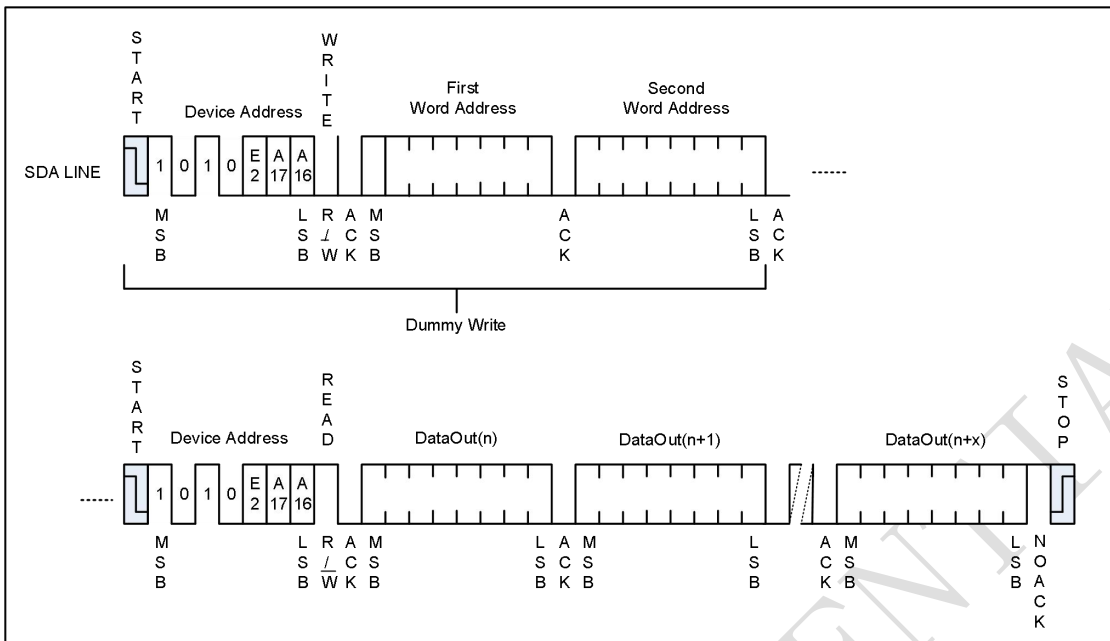 START
WRITE
First
Word Address
Second
Word Address
Device Address
SDA LINE
1 0 1 0 E2 A17 A16
......
MSB
LSB
R/W
ACK
MSB
ACK
LSB
ACK
Dummy Write
START
READ
STOP
Device Address
DataOut(n)
DataOut(n+1)
DataOut(n+x)
......
1 0 1 0 E2 A17 A16
MSB
LSB
R/W
ACK
MSB
LSB
ACK
MSB
LSB
ACK
MSB
LSB
NOACK